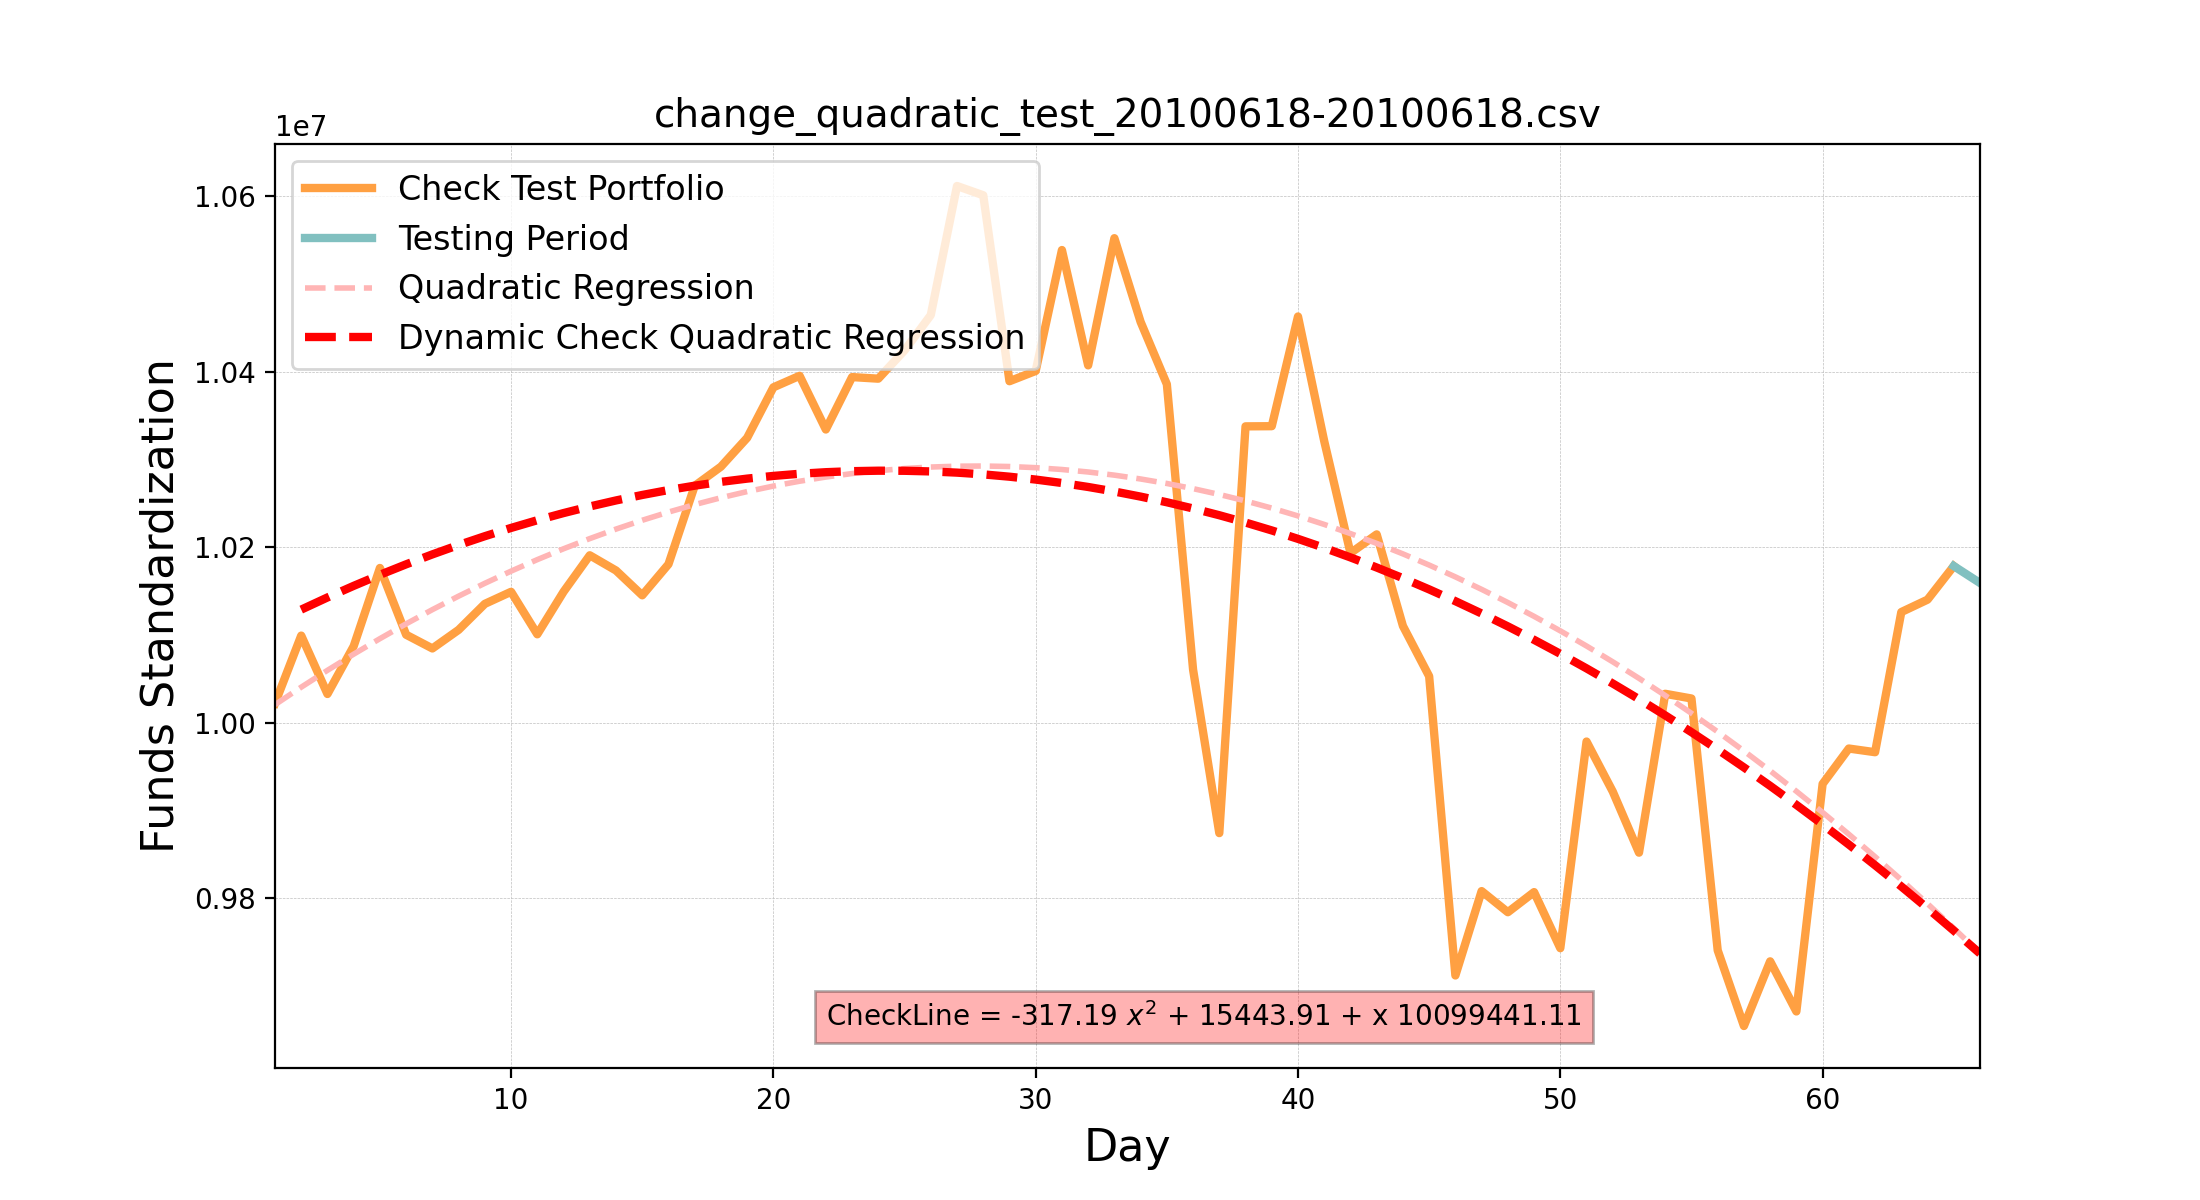 change_quadratic_test_20100618-20100618.csv
1e7
Check Test Portfolio
Testing Period
Quadratic Regression
Dynamic Check Quadratic Regression
1.06
1.04
1.02
1.00
0.98
Funds Standardization
CheckLine = -317.19 x² + 15443.91 + x 10099441.11
10 20 30 40 50 60
Day